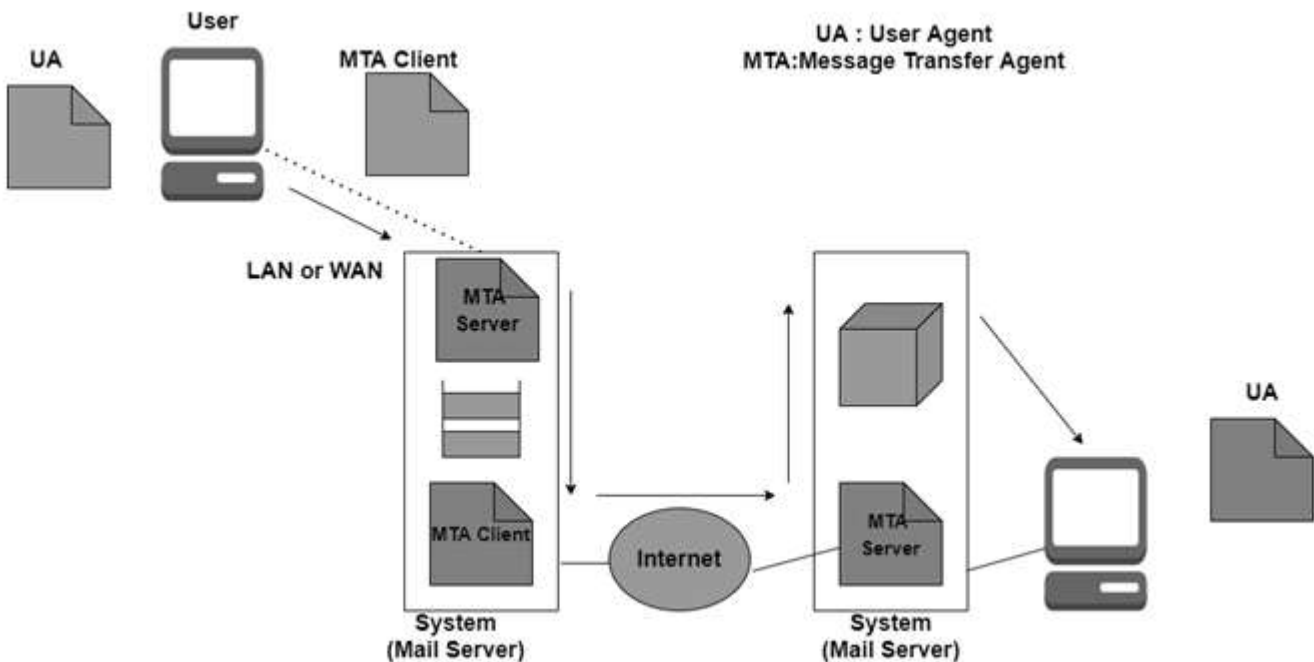 User
UA : User Agent
MTA:Message Transfer Agent
UA
MTA Client
LAN or WAN
MTA
Server
MTA Client
Internet
MTA
Server
UA
System
(Mail Server)
System
(Mail Server)